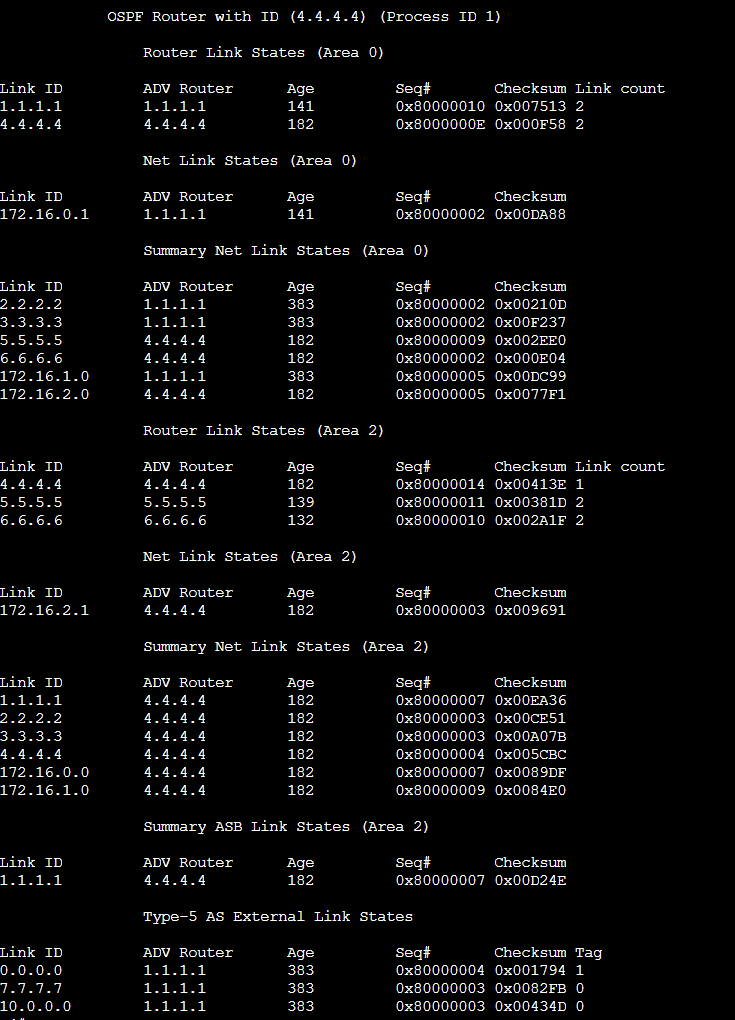 OSPF Router with ID (4.4.4.4) (Process ID 1)
Router Link States (Area 0)
Link ID ADV Router Age Seq# Checksum Link count
1.1.1.1 1.1.1.1 141 0x80000010 0x007513 2
4.4.4.4 4.4.4.4 182 0x8000000E 0x000F58 2
Net Link States (Area 0)
Link ID ADV Router Age Seq# Checksum
172.16.0.1 1.1.1.1 141 0x80000002 0x00DA88
Summary Net Link States (Area 0)
Link ID ADV Router Age Seq# Checksum
2.2.2.2 1.1.1.1 383 0x80000002 0x00210D
3.3.3.3 1.1.1.1 383 0x80000002 0x00F237
5.5.5.5 4.4.4.4 182 0x80000009 0x002EE0
6.6.6.6 4.4.4.4 182 0x80000002 0x000E04
172.16.1.0 1.1.1.1 383 0x80000005 0x00DC99
172.16.2.0 4.4.4.4 182 0x80000005 0x0077F1
Router Link States (Area 2)
Link ID ADV Router Age Seq# Checksum Link count
4.4.4.4 4.4.4.4 182 0x80000014 0x00413E 1
5.5.5.5 5.5.5.5 139 0x80000011 0x00381D 2
6.6.6.6 6.6.6.6 132 0x80000010 0x002A1F 2
Net Link States (Area 2)
Link ID ADV Router Age Seq# Checksum
172.16.2.1 4.4.4.4 182 0x80000003 0x009691
Summary Net Link States (Area 2)
Link ID ADV Router Age Seq# Checksum
1.1.1.1 4.4.4.4 182 0x80000007 0x00EA36
2.2.2.2 4.4.4.4 182 0x80000003 0x00CE51
3.3.3.3 4.4.4.4 182 0x80000003 0x00A07B
4.4.4.4 4.4.4.4 182 0x80000004 0x005CBC
172.16.0.0 4.4.4.4 182 0x80000007 0x0089DF
172.16.1.0 4.4.4.4 182 0x80000009 0x0084E0
Summary ASB Link States (Area 2)
Link ID ADV Router Age Seq# Checksum
1.1.1.1 4.4.4.4 182 0x80000007 0x00D24E
Type-5 AS External Link States
Link ID ADV Router Age Seq# Checksum Tag
0.0.0.0 1.1.1.1 383 0x80000004 0x001794 1
7.7.7.7 1.1.1.1 383 0x80000003 0x0082FB 0
10.0.0.0 1.1.1.1 383 0x80000003 0x00434D 0